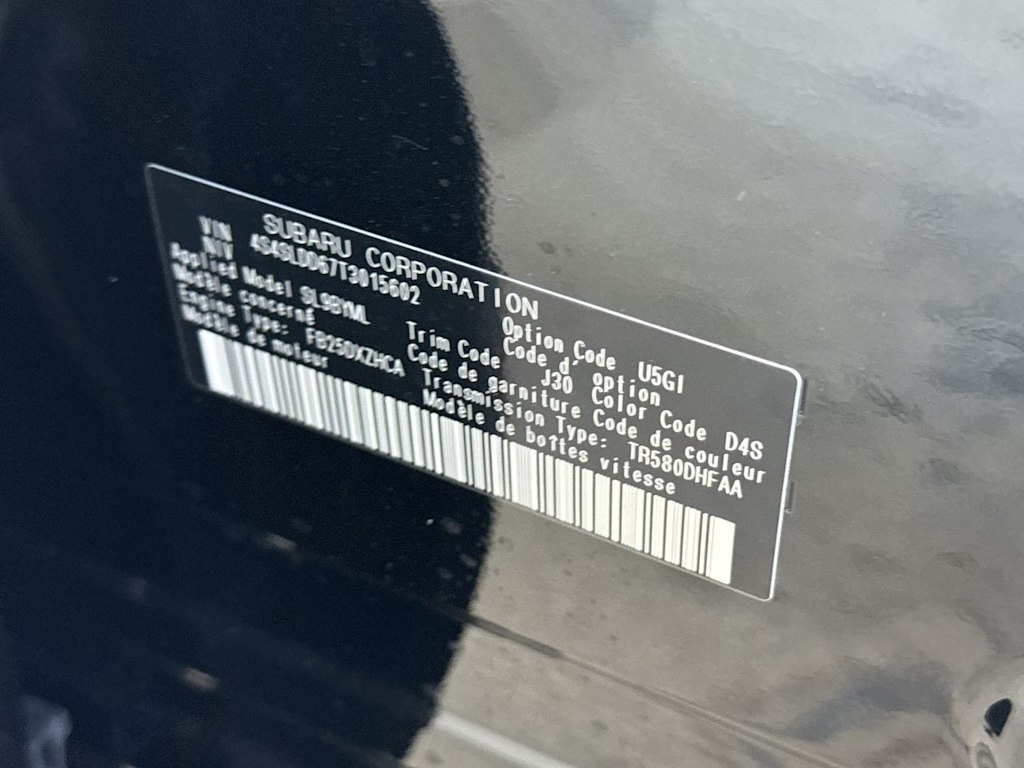 SUBARU CORPORATION
VIN
NIV 4S4SLDD67T3015602
Option Code U5GI
Code d' option
Applied Model SL9BYML Trim Code J30 Color Code D4S
Modèle concerné Code de garniture Code de couleur
Engine Type: FB25DXZHCA Transmission Type: TR580DHFAA
Modèle de moteur Modèle de boîtes vitesse